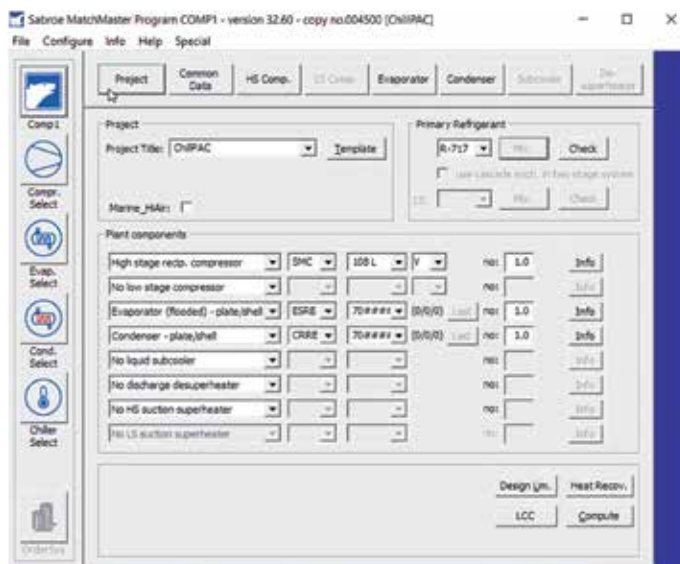 Sabroe MatchMaster Program COMP1 - version 32.60 - copy no.004500 [ChillPAC]
File Configure Info Help Special
Project Common Data HS Comp. LS Comp. Evaporator Condenser Subcooler De-superheater
Comp1
Compr. Select
Evap. Select
Cond. Select
Chiller Select
OrderSys
Project
Project Title: ChillPAC Template
Marine_HiAir:
Primary Refrigerant
R-717 Mix. Check
use cascade exch. in two stage system
LS: Mix. Check
Plant components
High stage recip. compressor SMC 108 L V no: 1.0 Info
No low stage compressor no: Info
Evaporator (flooded) - plate/shell ESRE 70### (0/0/0) Last no: 1.0 Info
Condenser - plate/shell CRRE 70### (0/0/0) Last no: 1.0 Info
No liquid subcooler no: Info
No discharge desuperheater no: Info
No HS suction superheater no: Info
No LS suction superheater no: Info
Design Lim. Heat Recov.
LCC Compute